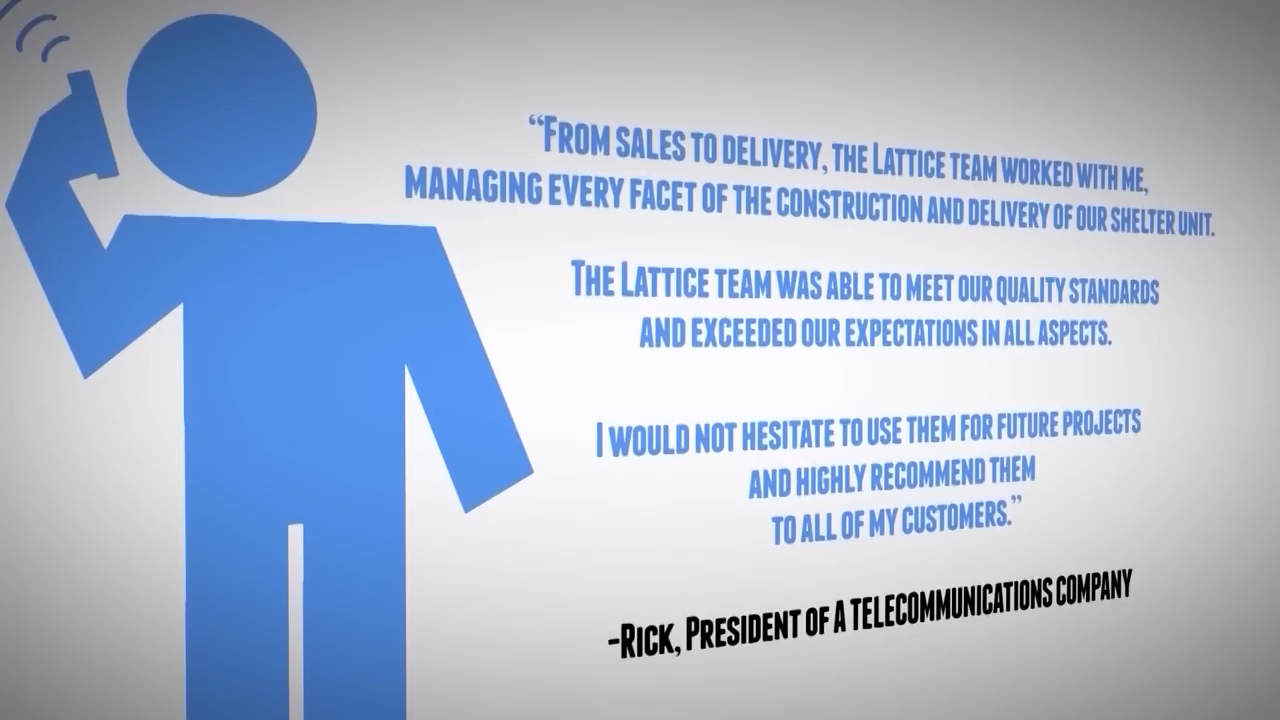 “From sales to delivery, the Lattice team worked with me,
managing every facet of the construction and delivery of our shelter unit.
The Lattice team was able to meet our quality standards
and exceeded our expectations in all aspects.
I would not hesitate to use them for future projects
and highly recommend them
to all of my customers.”
-Rick, President of a telecommunications company